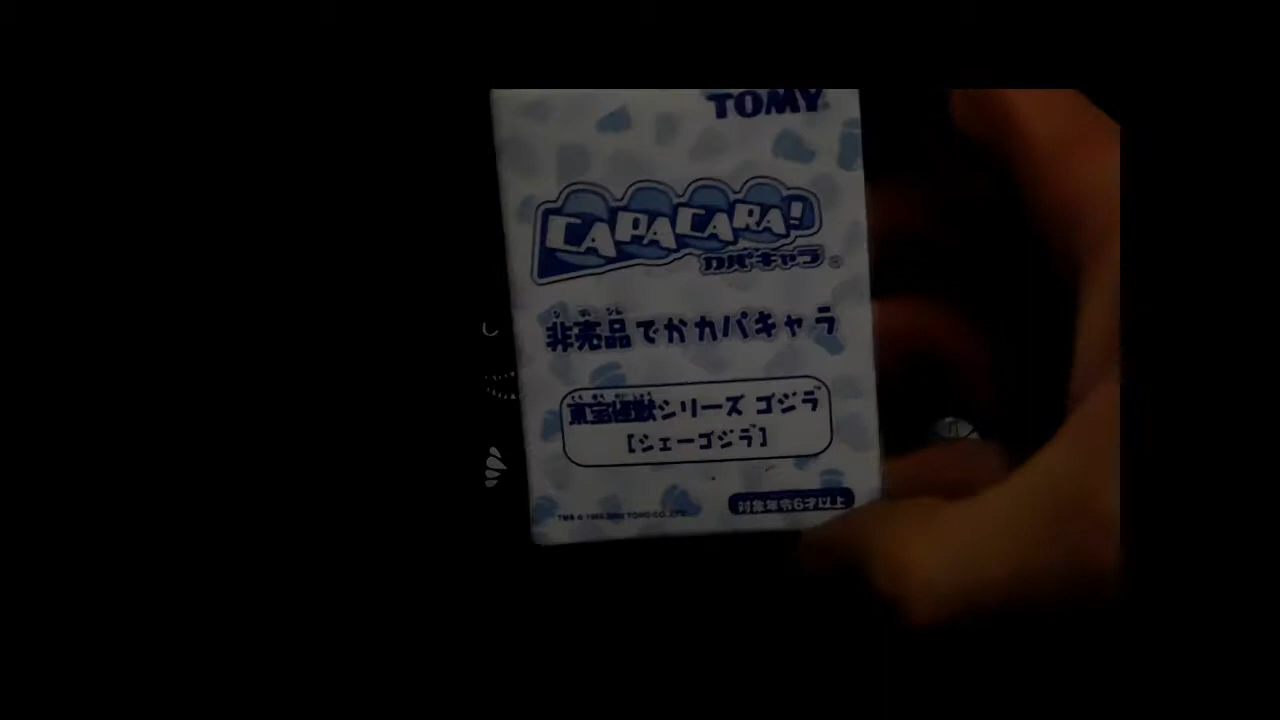 TOMY
CAPACARA!
カパキャラ
非売品でかカパキャラ
東宝怪獣シリーズ ゴジラ
[シェーゴジラ]
対象年令6才以上